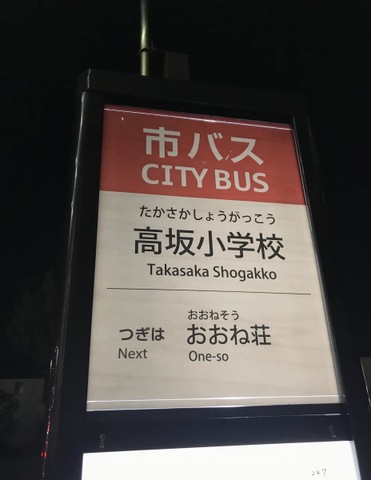 市バス
CITY BUS
たかさかしょうがっこう
高坂小学校
Takasaka Shogakko
おおねそう
つぎは おおね荘
Next One-so
247